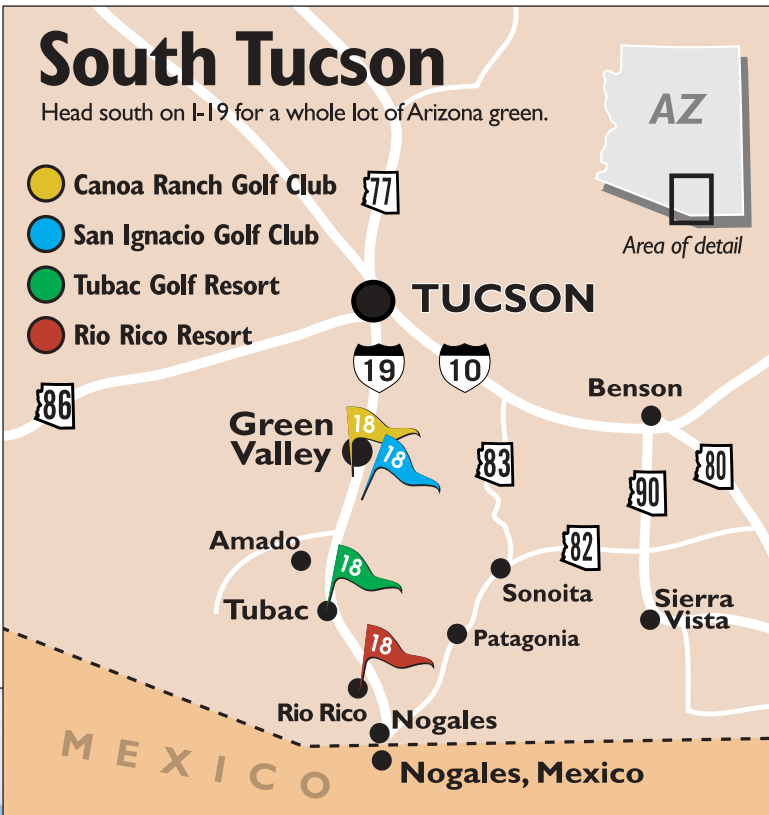 South Tucson
Head south on I-19 for a whole lot of Arizona green.
AZ
Area of detail
Canoa Ranch Golf Club
San Ignacio Golf Club
Tubac Golf Resort
Rio Rico Resort
77
TUCSON
19
10
86
Benson
Green
Valley
18
18
83
80
90
82
Amado
18
Tubac
Sonoita
Sierra
Vista
Patagonia
18
Rio Rico
Nogales
MEXICO
Nogales, Mexico